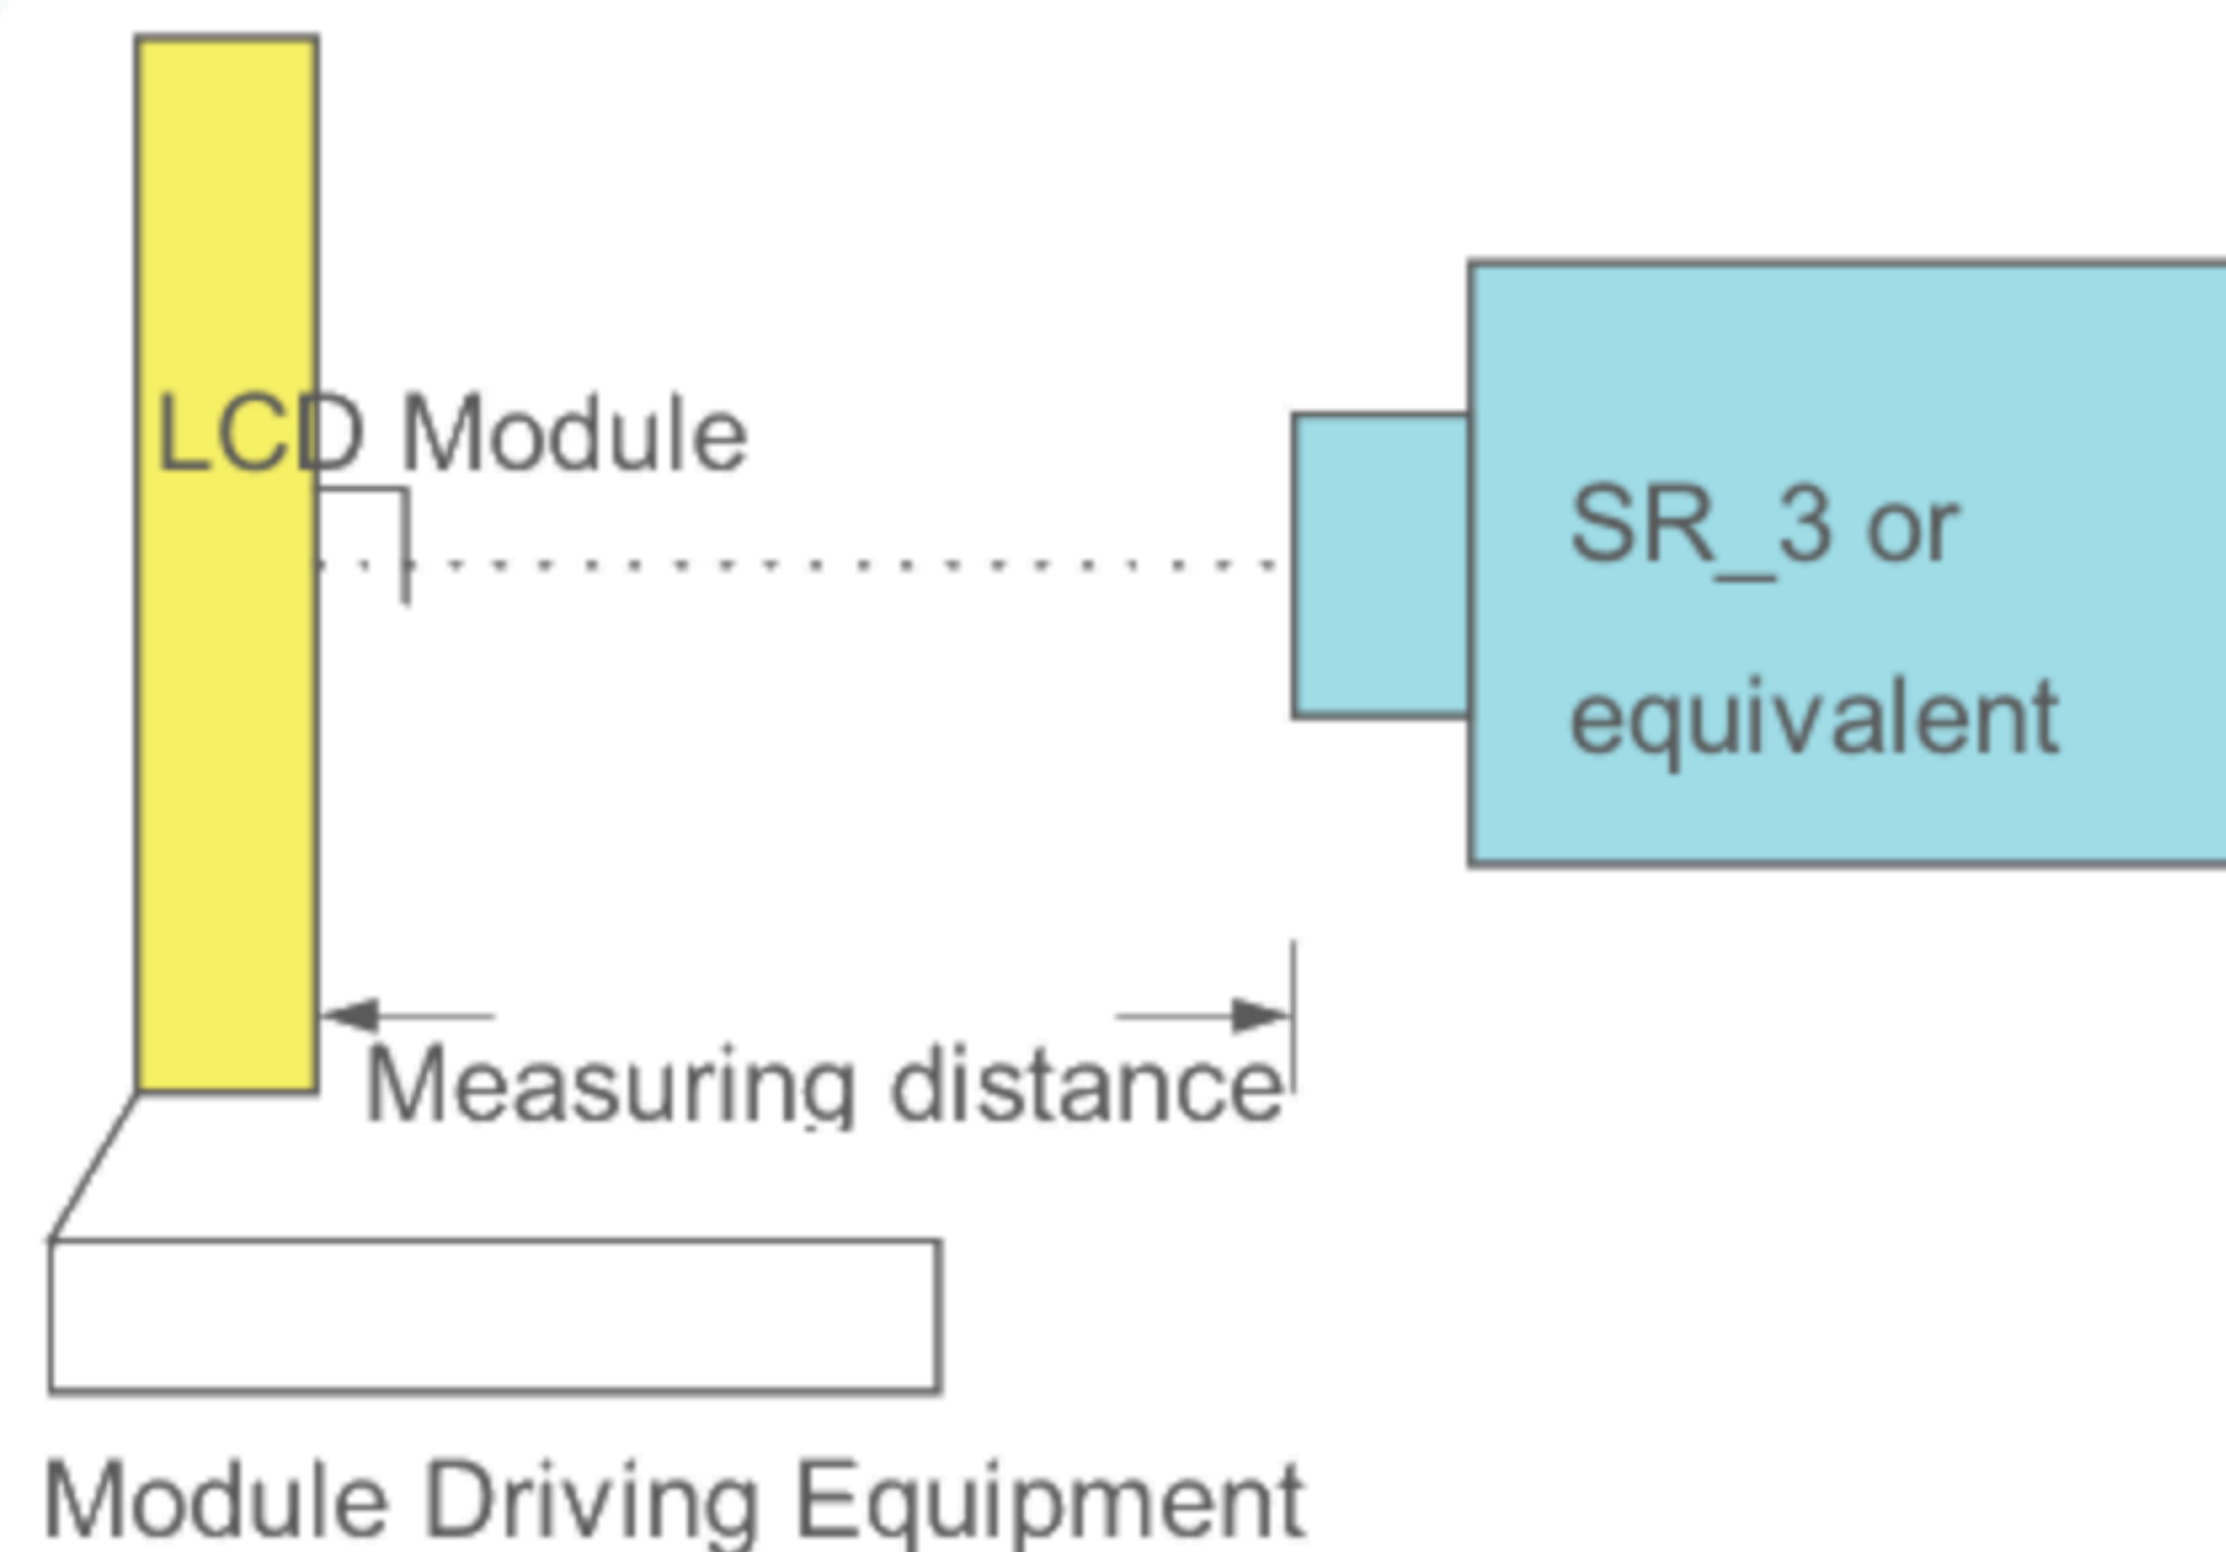 LCD Module
SR_3 or
equivalent
Measuring distance
Module Driving Equipment